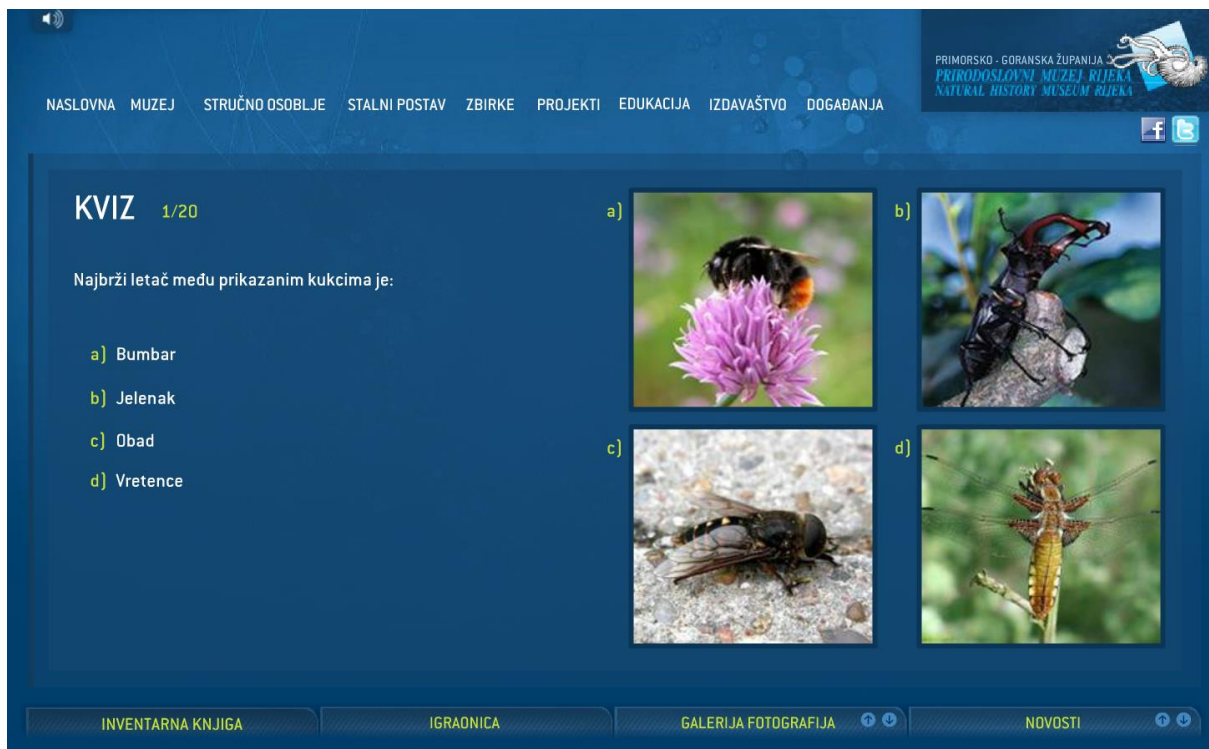 PRIMORSKO - GORANSKA ŽUPANIJA
PRIRODOSLOVNI MUZEJ RIJEKA
NATURAL HISTORY MUSEUM RIJEKA
NASLOVNA MUZEJ STRUČNO OSOBLJE STALNI POSTAV ZBIRKE PROJEKTI EDUKACIJA IZDAVAŠTVO DOGAĐANJA
KVIZ 1/20
Najbrži letač među prikazanim kukcima je:
a) Bumbar
b) Jelenak
c) Obad
d) Vretence
a)
b)
c)
d)
INVENTARNA KNJIGA IGRAONICA GALERIJA FOTOGRAFIJA NOVOSTI